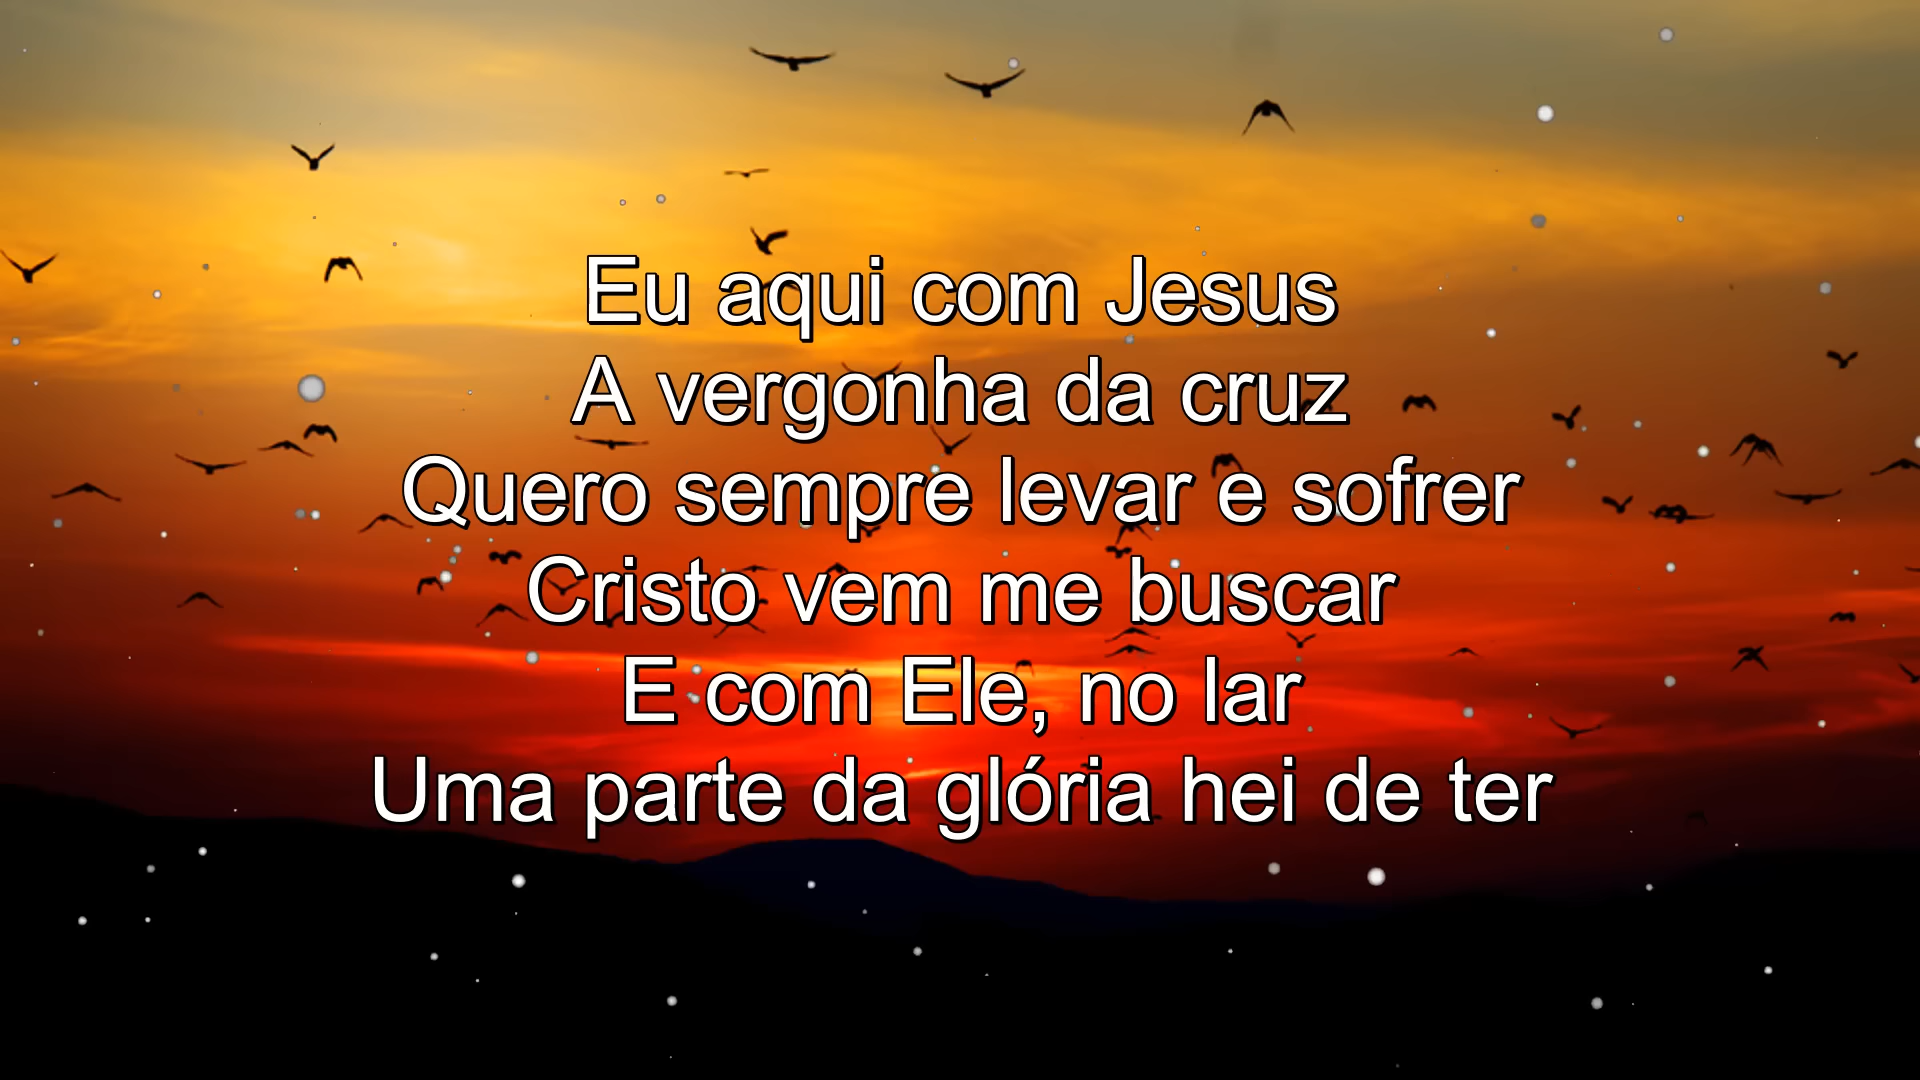 Eu aqui com Jesus
A vergonha da cruz
Quero sempre levar e sofrer
Cristo vem me buscar
E com Ele, no lar
Uma parte da glória hei de ter